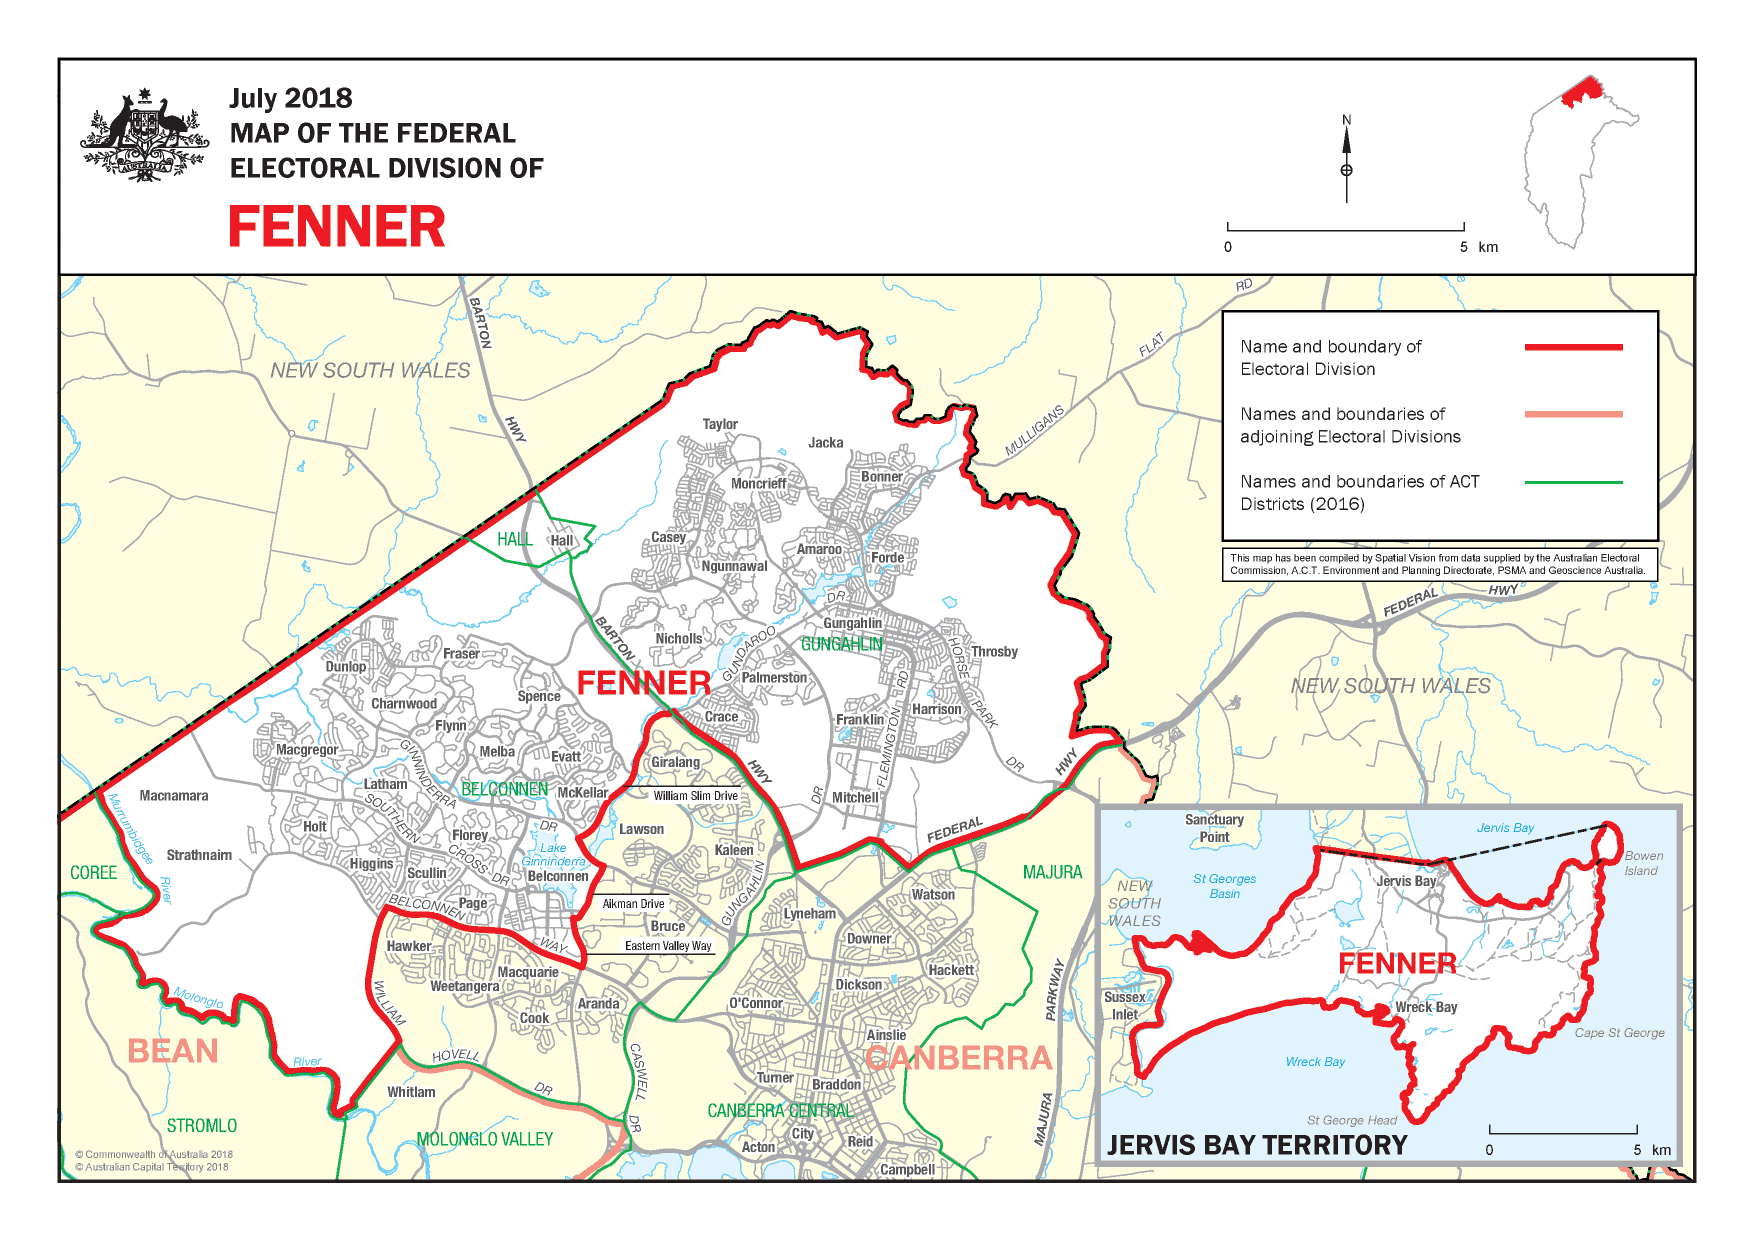 July 2018
MAP OF THE FEDERAL
ELECTORAL DIVISION OF
FENNER
AUSTRALIA
N
0
5 km
Name and boundary of
Electoral Division
Names and boundaries of
adjoining Electoral Divisions
Names and boundaries of ACT
Districts (2016)
This map has been compiled by Spatial Vision from data supplied by the Australian Electoral
Commission, A.C.T. Environment and Planning Directorate, PSMA and Geoscience Australia.
NEW SOUTH WALES
BARTON
HWY
RD
FLAT
MULLIGANS
Taylor
Jacka
Moncrieff
Bonner
HALL
Hall
Casey
Amaroo
Forde
Ngunnawal
DR
Gungahlin
GUNGAHLIN
FEDERAL
HWY
BARTON
Nicholls
GUNDAROO
HORSE
PARK
DR
Throsby
Fraser
Dunlop
FENNER
Palmerston
RD
NEW SOUTH WALES
Charnwood
Spence
Flynn
Crace
Franklin
Harrison
FLEMINGTON
Macgregor
GINNINDERRA
Melba
Evatt
Giralang
HWY
HWY
Latham
BELCONNEN
McKellar
William Slim Drive
DR
Mitchell
Macnamara
SOUTHERN
Murrumbidgee
River
Holt
Florey
DR
Lawson
FEDERAL
Strathnairn
Higgins
CROSS
DR
Lake
Ginninderra
Kaleen
COREE
Scullin
Belconnen
GUNGAHLIN
MAJURA
Page
Aikman Drive
Watson
BELCONNEN
WAY
Lyneham
Bruce
Hawker
Eastern Valley Way
Downer
Macquarie
Weetangera
Hackett
Dickson
Molonglo
WILLIAM
Aranda
O'Connor
Cook
PARKWAY
Ainslie
BEAN
River
HOVELL
DR
CASWELL
DR
CANBERRA
Whitlam
Turner
Braddon
STROMLO
MOLONGLO VALLEY
CANBERRA CENTRAL
MAJURA
City
Acton
Reid
Campbell
© Commonwealth of Australia 2018
© Australian Capital Territory 2018
Sanctuary
Point
Jervis Bay
Bowen
Island
St Georges
Basin
Jervis Bay
NEW
SOUTH
WALES
FENNER
Sussex
Inlet
Wreck Bay
Cape St George
Wreck Bay
St George Head
JERVIS BAY TERRITORY
0
5 km